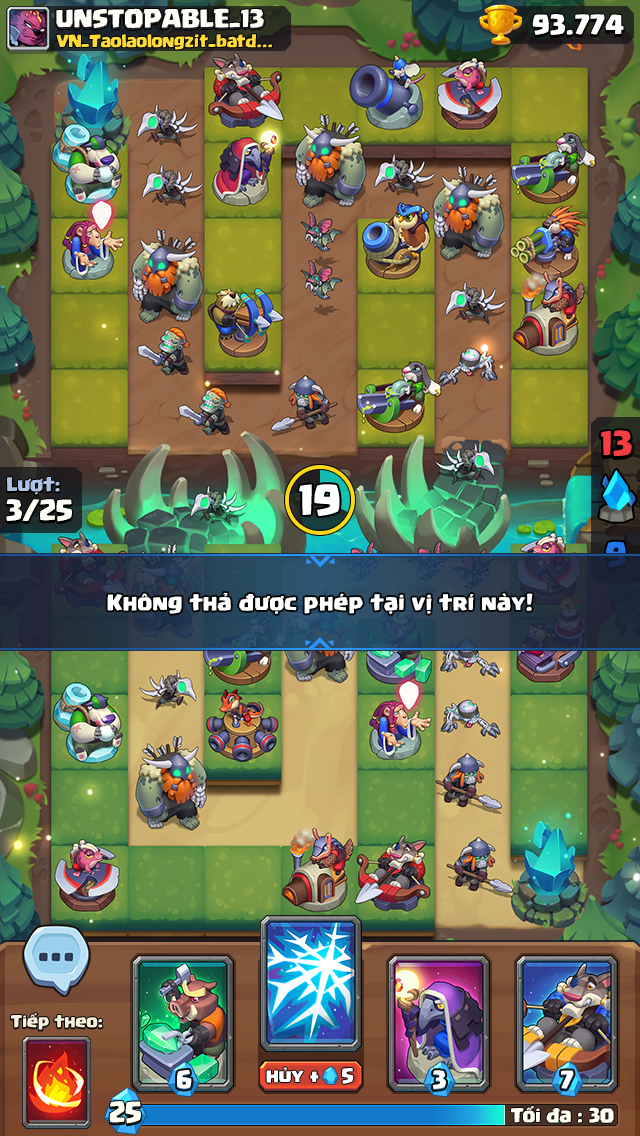 UNSTOPABLE_13
VN_Taolaolongzit_batd...
93.774
13
Lượt:
3/25
19
9
Không thả được phép tại vị trí này!
Tiếp theo:
6
HỦY + 5
3
7
25
Tối đa : 30